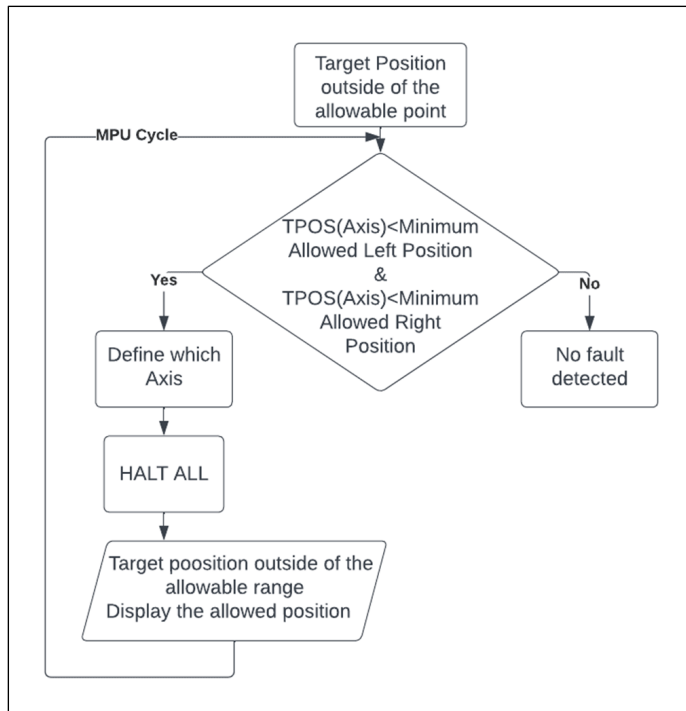 Target Position
outside of the
allowable point
MPU Cycle
TPOS(Axis)<Minimum
Allowed Left Position
&
TPOS(Axis)<Minimum
Allowed Right
Position
Yes
No
Define which
Axis
No fault
detected
HALT ALL
Target poosition outside of the
allowable range
Display the allowed position